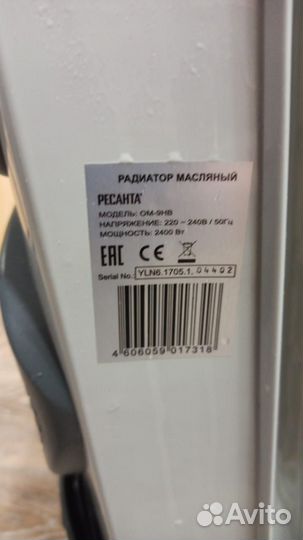 РАДИАТОР МАСЛЯНЫЙ
РЕСАНТА®
МОДЕЛЬ: ОМ-9НВ
НАПРЯЖЕНИЕ: 220 ~ 240В / 50Гц
МОЩНОСТЬ: 2400 Вт
EAC CE
Serial No.: YLN6.1705.1. 04402
4 606059 017318
Avito